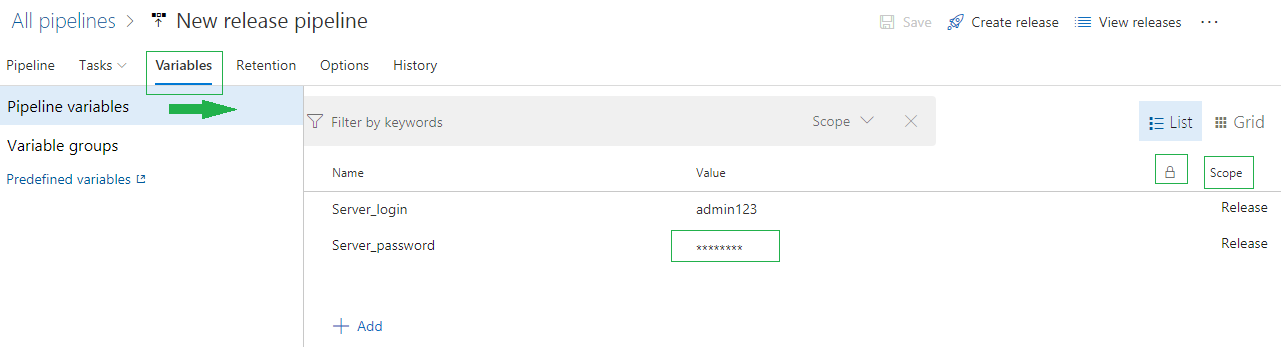 All pipelines > New release pipeline
Save Create release View releases ...
Pipeline Tasks Variables Retention Options History
Pipeline variables
Variable groups
Predefined variables
Filter by keywords Scope
List Grid
Name Value Scope
Server_login admin123 Release
Server_password ******** Release
+ Add